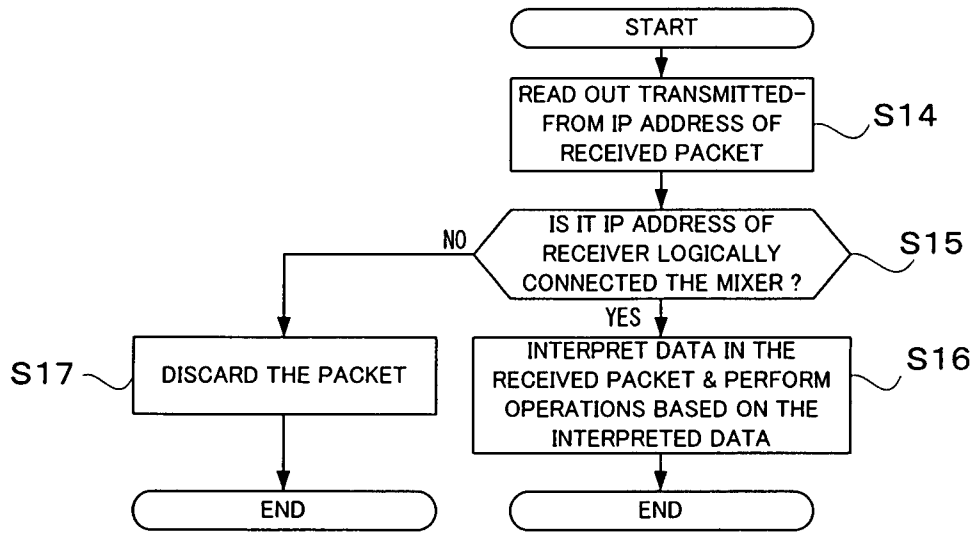 START
READ OUT TRANSMITTED-
FROM IP ADDRESS OF
RECEIVED PACKET
S14
IS IT IP ADDRESS OF
RECEIVER LOGICALLY
CONNECTED THE MIXER ?
S15
NO
YES
DISCARD THE PACKET
S17
INTERPRET DATA IN THE
RECEIVED PACKET & PERFORM
OPERATIONS BASED ON THE
INTERPRETED DATA
S16
END
END